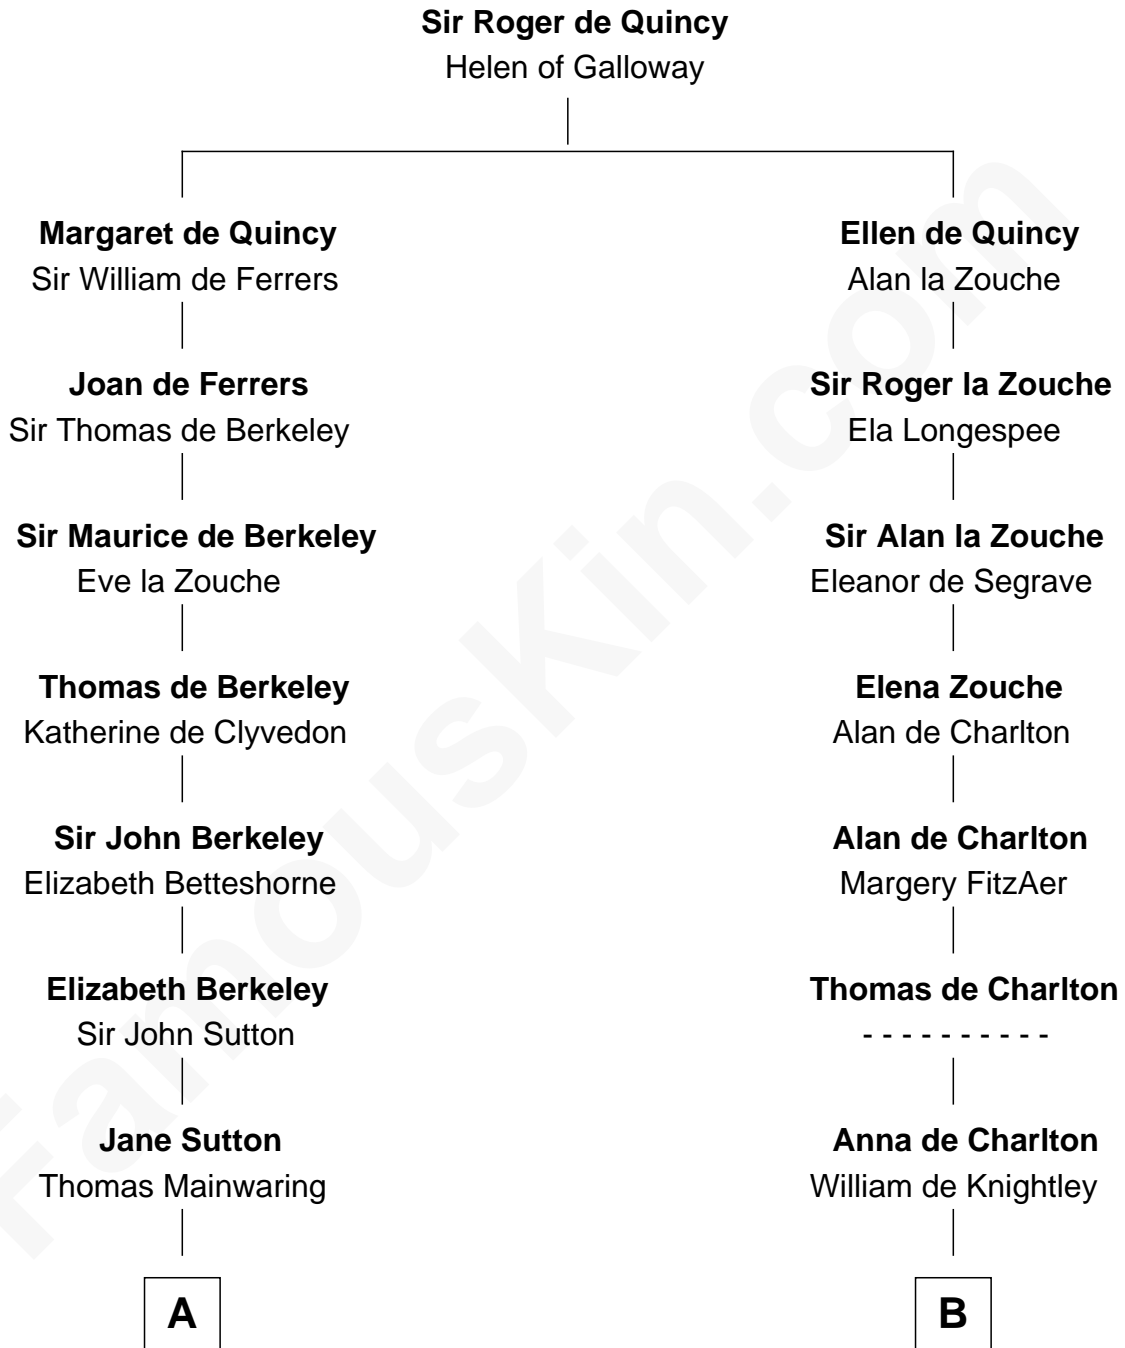 Sir Roger de Quincy
Helen of Galloway
Margaret de Quincy
Sir William de Ferrers
Ellen de Quincy
Alan la Zouche
Joan de Ferrers
Sir Thomas de Berkeley
Sir Roger la Zouche
Ela Longespee
Sir Maurice de Berkeley
Eve la Zouche
Sir Alan la Zouche
Eleanor de Segrave
Thomas de Berkeley
Katherine de Clyvedon
Elena Zouche
Alan de Charlton
Sir John Berkeley
Elizabeth Betteshorne
Alan de Charlton
Margery FitzAer
Elizabeth Berkeley
Sir John Sutton
Thomas de Charlton
- - - - - - - - - -
Jane Sutton
Thomas Mainwaring
Anna de Charlton
William de Knightley
A
B
FamousKin.com